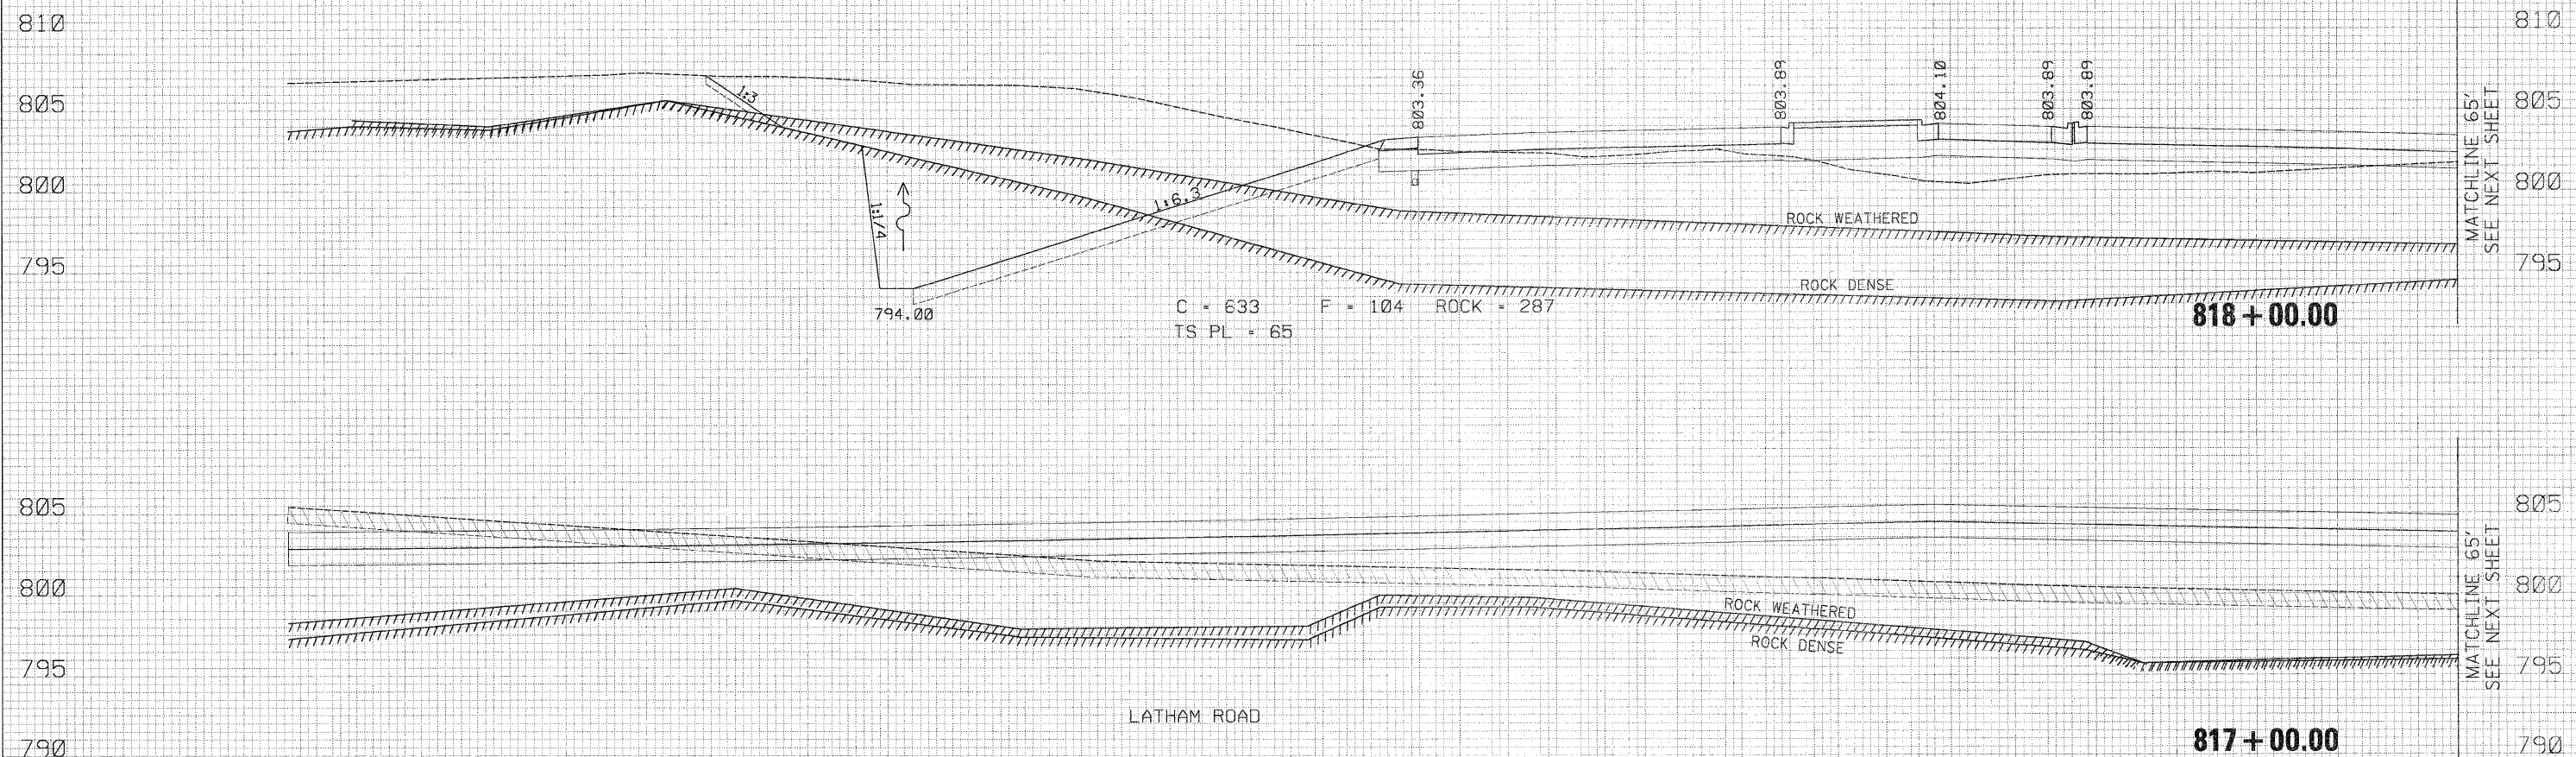 810 810
803.36 803.89 804.10 803.89 803.89
805 805
1:3
800 800
1:1/4
1:6.3
ROCK WEATHERED
795 795
ROCK DENSE
794.00
C = 633 F = 104 ROCK = 287
TS PL = 65
818 + 00.00
MATCHLINE 65'
SEE NEXT SHEET
805 805
800 800
ROCK WEATHERED
ROCK DENSE
795 795
LATHAM ROAD
790 790
817 + 00.00
MATCHLINE 65'
SEE NEXT SHEET